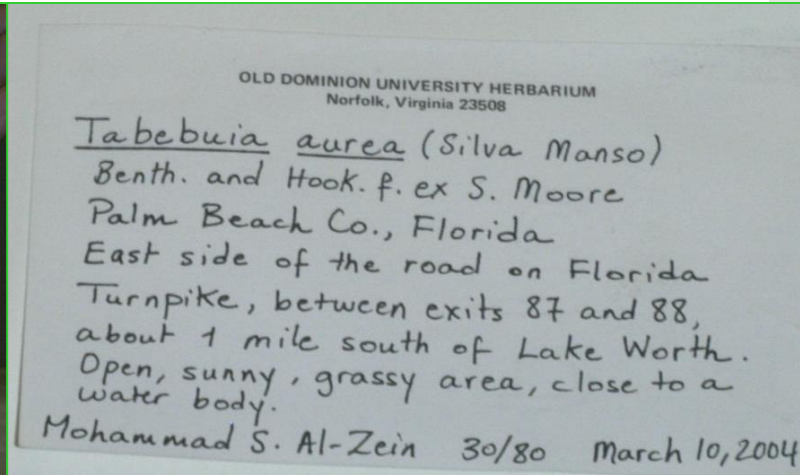 OLD DOMINION UNIVERSITY HERBARIUM
Norfolk, Virginia 23508
Tabebuia aurea (Silva Manso)
Benth. and Hook. f. ex S. Moore
Palm Beach Co., Florida
East side of the road on Florida
Turnpike, between exits 87 and 88,
about 1 mile south of Lake Worth.
Open, sunny, grassy area, close to a
water body.
Mohammad S. Al-Zein 30/80 March 10, 2004